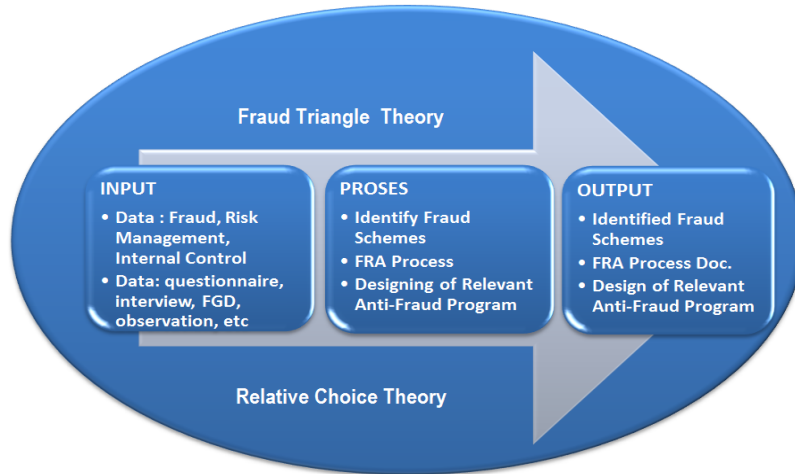 Fraud Triangle Theory
INPUT
• Data : Fraud, Risk
Management,
Internal Control
• Data: questionnaire,
interview, FGD,
observation, etc
PROSES
• Identify Fraud
Schemes
• FRA Process
• Designing of Relevant
Anti-Fraud Program
OUTPUT
• Identified Fraud
Schemes
• FRA Process Doc.
• Design of Relevant
Anti-Fraud Program
Relative Choice Theory